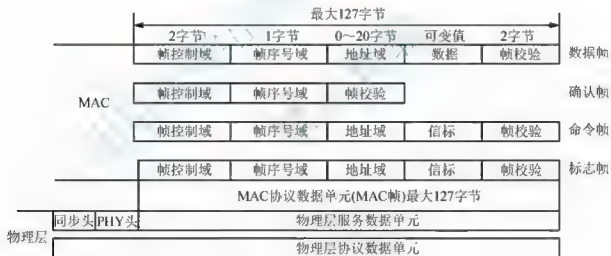 最大127字节
2字节 1字节 0～20字节 可变值 2字节
帧控制域 帧序号域 地址域 数据 帧校验 数据帧
MAC 帧控制域 帧序号域 帧校验 确认帧
帧控制域 帧序号域 地址域 信标 帧校验 命令帧
帧控制域 帧序号域 地址域 信标 帧校验 标志帧
MAC协议数据单元(MAC帧)最大127字节
物理层 同步头 PHY头 物理层服务数据单元
物理层协议数据单元